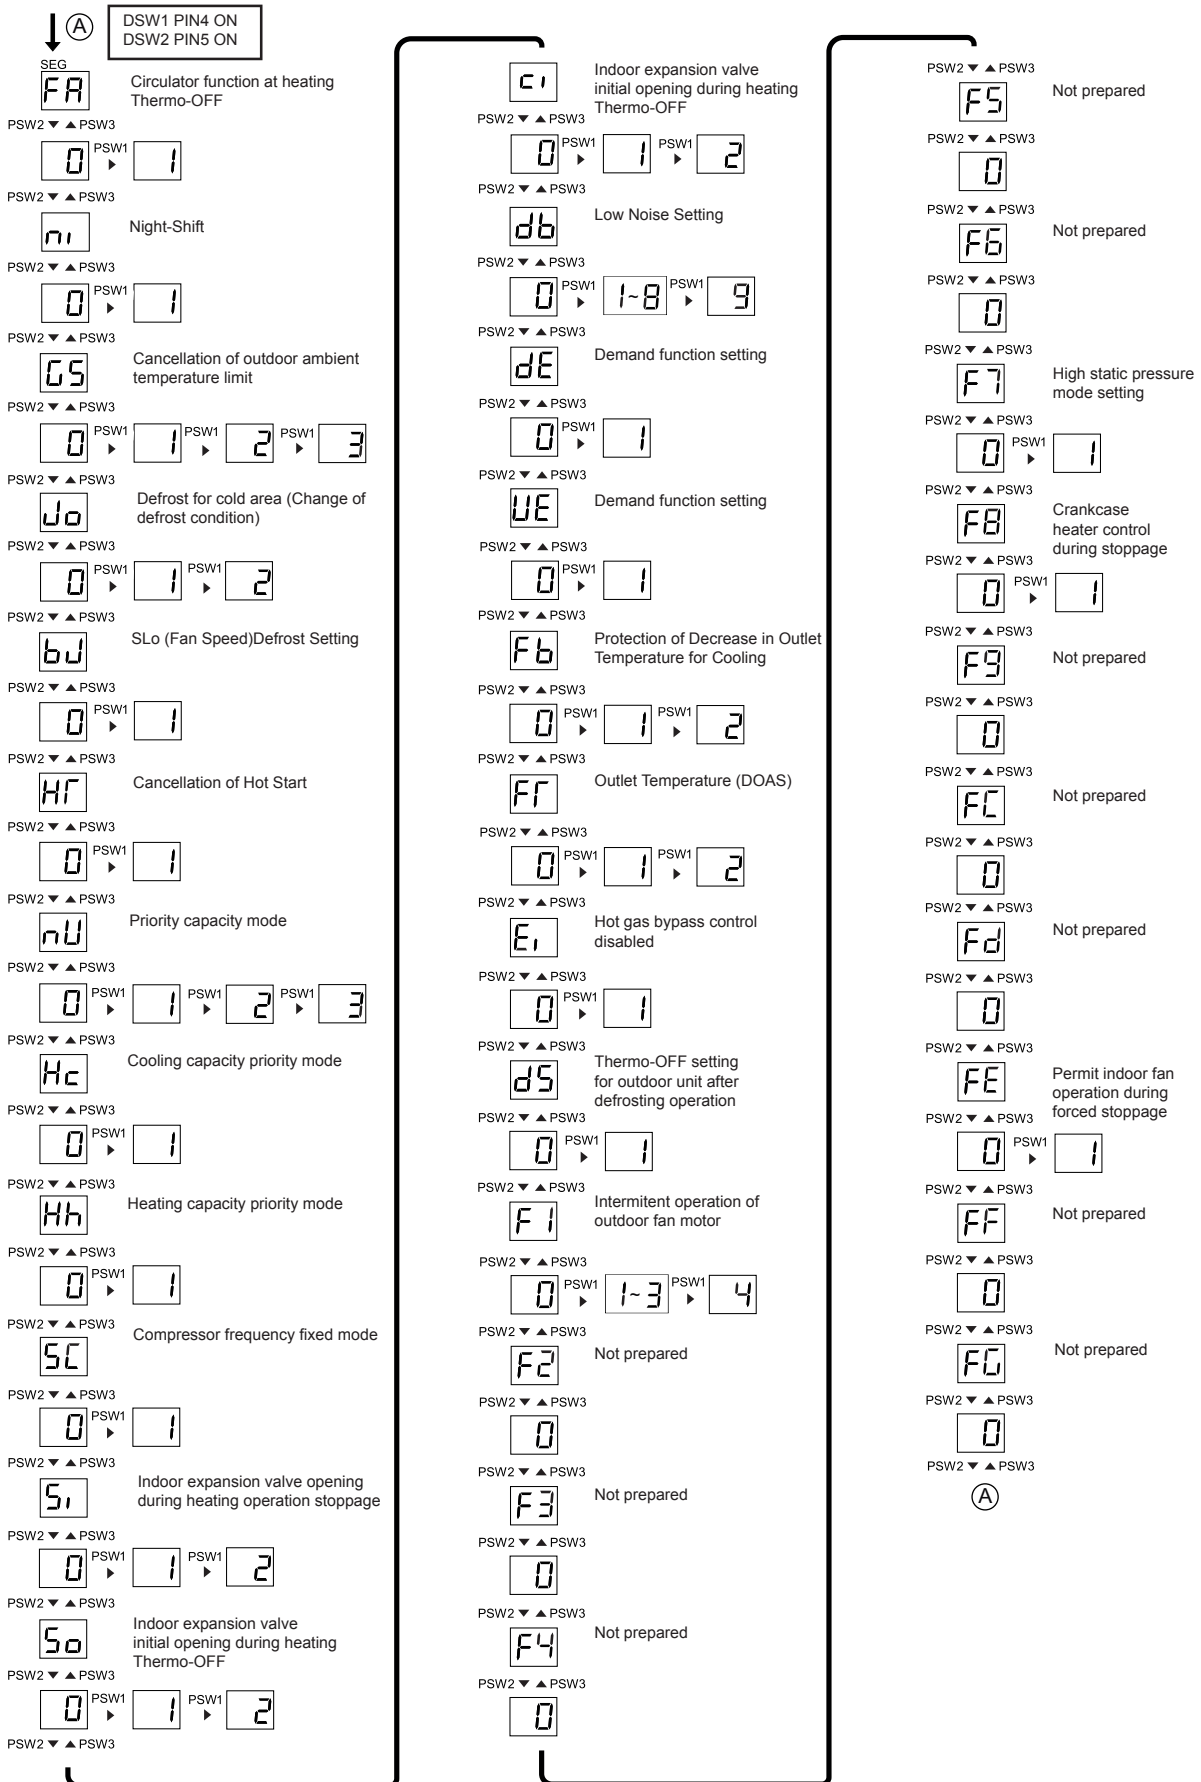 A
DSW1 PIN4 ON
DSW2 PIN5 ON
SEG
FA
Circulator function at heating
Thermo-OFF
PSW2 ▼ ▲ PSW3
0 PSW1 ▶ 1
PSW2 ▼ ▲ PSW3
ni
Night-Shift
PSW2 ▼ ▲ PSW3
0 PSW1 ▶ 1
PSW2 ▼ ▲ PSW3
GS
Cancellation of outdoor ambient
temperature limit
PSW2 ▼ ▲ PSW3
0 PSW1 ▶ 1 PSW1 ▶ 2 PSW1 ▶ 3
PSW2 ▼ ▲ PSW3
Jo
Defrost for cold area (Change of
defrost condition)
PSW2 ▼ ▲ PSW3
0 PSW1 ▶ 1 PSW1 ▶ 2
PSW2 ▼ ▲ PSW3
bJ
SLo (Fan Speed)Defrost Setting
PSW2 ▼ ▲ PSW3
0 PSW1 ▶ 1
PSW2 ▼ ▲ PSW3
HT
Cancellation of Hot Start
PSW2 ▼ ▲ PSW3
0 PSW1 ▶ 1
PSW2 ▼ ▲ PSW3
nU
Priority capacity mode
PSW2 ▼ ▲ PSW3
0 PSW1 ▶ 1 PSW1 ▶ 2 PSW1 ▶ 3
PSW2 ▼ ▲ PSW3
Hc
Cooling capacity priority mode
PSW2 ▼ ▲ PSW3
0 PSW1 ▶ 1
PSW2 ▼ ▲ PSW3
Hh
Heating capacity priority mode
PSW2 ▼ ▲ PSW3
0 PSW1 ▶ 1
PSW2 ▼ ▲ PSW3
SC
Compressor frequency fixed mode
PSW2 ▼ ▲ PSW3
0 PSW1 ▶ 1
PSW2 ▼ ▲ PSW3
Si
Indoor expansion valve opening
during heating operation stoppage
PSW2 ▼ ▲ PSW3
0 PSW1 ▶ 1 PSW1 ▶ 2
PSW2 ▼ ▲ PSW3
So
Indoor expansion valve
initial opening during heating
Thermo-OFF
PSW2 ▼ ▲ PSW3
0 PSW1 ▶ 1 PSW1 ▶ 2
PSW2 ▼ ▲ PSW3
ci
Indoor expansion valve
initial opening during heating
Thermo-OFF
PSW2 ▼ ▲ PSW3
0 PSW1 ▶ 1 PSW1 ▶ 2
PSW2 ▼ ▲ PSW3
db
Low Noise Setting
PSW2 ▼ ▲ PSW3
0 PSW1 ▶ 1~8 PSW1 ▶ 9
PSW2 ▼ ▲ PSW3
dE
Demand function setting
PSW2 ▼ ▲ PSW3
0 PSW1 ▶ 1
PSW2 ▼ ▲ PSW3
UE
Demand function setting
PSW2 ▼ ▲ PSW3
0 PSW1 ▶ 1
PSW2 ▼ ▲ PSW3
Fb
Protection of Decrease in Outlet
Temperature for Cooling
PSW2 ▼ ▲ PSW3
0 PSW1 ▶ 1 PSW1 ▶ 2
PSW2 ▼ ▲ PSW3
FT
Outlet Temperature (DOAS)
PSW2 ▼ ▲ PSW3
0 PSW1 ▶ 1 PSW1 ▶ 2
PSW2 ▼ ▲ PSW3
Ei
Hot gas bypass control
disabled
PSW2 ▼ ▲ PSW3
0 PSW1 ▶ 1
PSW2 ▼ ▲ PSW3
dS
Thermo-OFF setting
for outdoor unit after
defrosting operation
PSW2 ▼ ▲ PSW3
0 PSW1 ▶ 1
PSW2 ▼ ▲ PSW3
F1
Intermitent operation of
outdoor fan motor
PSW2 ▼ ▲ PSW3
0 PSW1 ▶ 1~3 PSW1 ▶ 4
PSW2 ▼ ▲ PSW3
F2
Not prepared
PSW2 ▼ ▲ PSW3
0
PSW2 ▼ ▲ PSW3
F3
Not prepared
PSW2 ▼ ▲ PSW3
0
PSW2 ▼ ▲ PSW3
F4
Not prepared
PSW2 ▼ ▲ PSW3
0
PSW2 ▼ ▲ PSW3
F5
Not prepared
PSW2 ▼ ▲ PSW3
0
PSW2 ▼ ▲ PSW3
F6
Not prepared
PSW2 ▼ ▲ PSW3
0
PSW2 ▼ ▲ PSW3
F7
High static pressure
mode setting
PSW2 ▼ ▲ PSW3
0 PSW1 ▶ 1
PSW2 ▼ ▲ PSW3
F8
Crankcase
heater control
during stoppage
PSW2 ▼ ▲ PSW3
0 PSW1 ▶ 1
PSW2 ▼ ▲ PSW3
F9
Not prepared
PSW2 ▼ ▲ PSW3
0
PSW2 ▼ ▲ PSW3
FC
Not prepared
PSW2 ▼ ▲ PSW3
0
PSW2 ▼ ▲ PSW3
Fd
Not prepared
PSW2 ▼ ▲ PSW3
0
PSW2 ▼ ▲ PSW3
FE
Permit indoor fan
operation during
forced stoppage
PSW2 ▼ ▲ PSW3
0 PSW1 ▶ 1
PSW2 ▼ ▲ PSW3
FF
Not prepared
PSW2 ▼ ▲ PSW3
0
PSW2 ▼ ▲ PSW3
FG
Not prepared
PSW2 ▼ ▲ PSW3
0
PSW2 ▼ ▲ PSW3
A